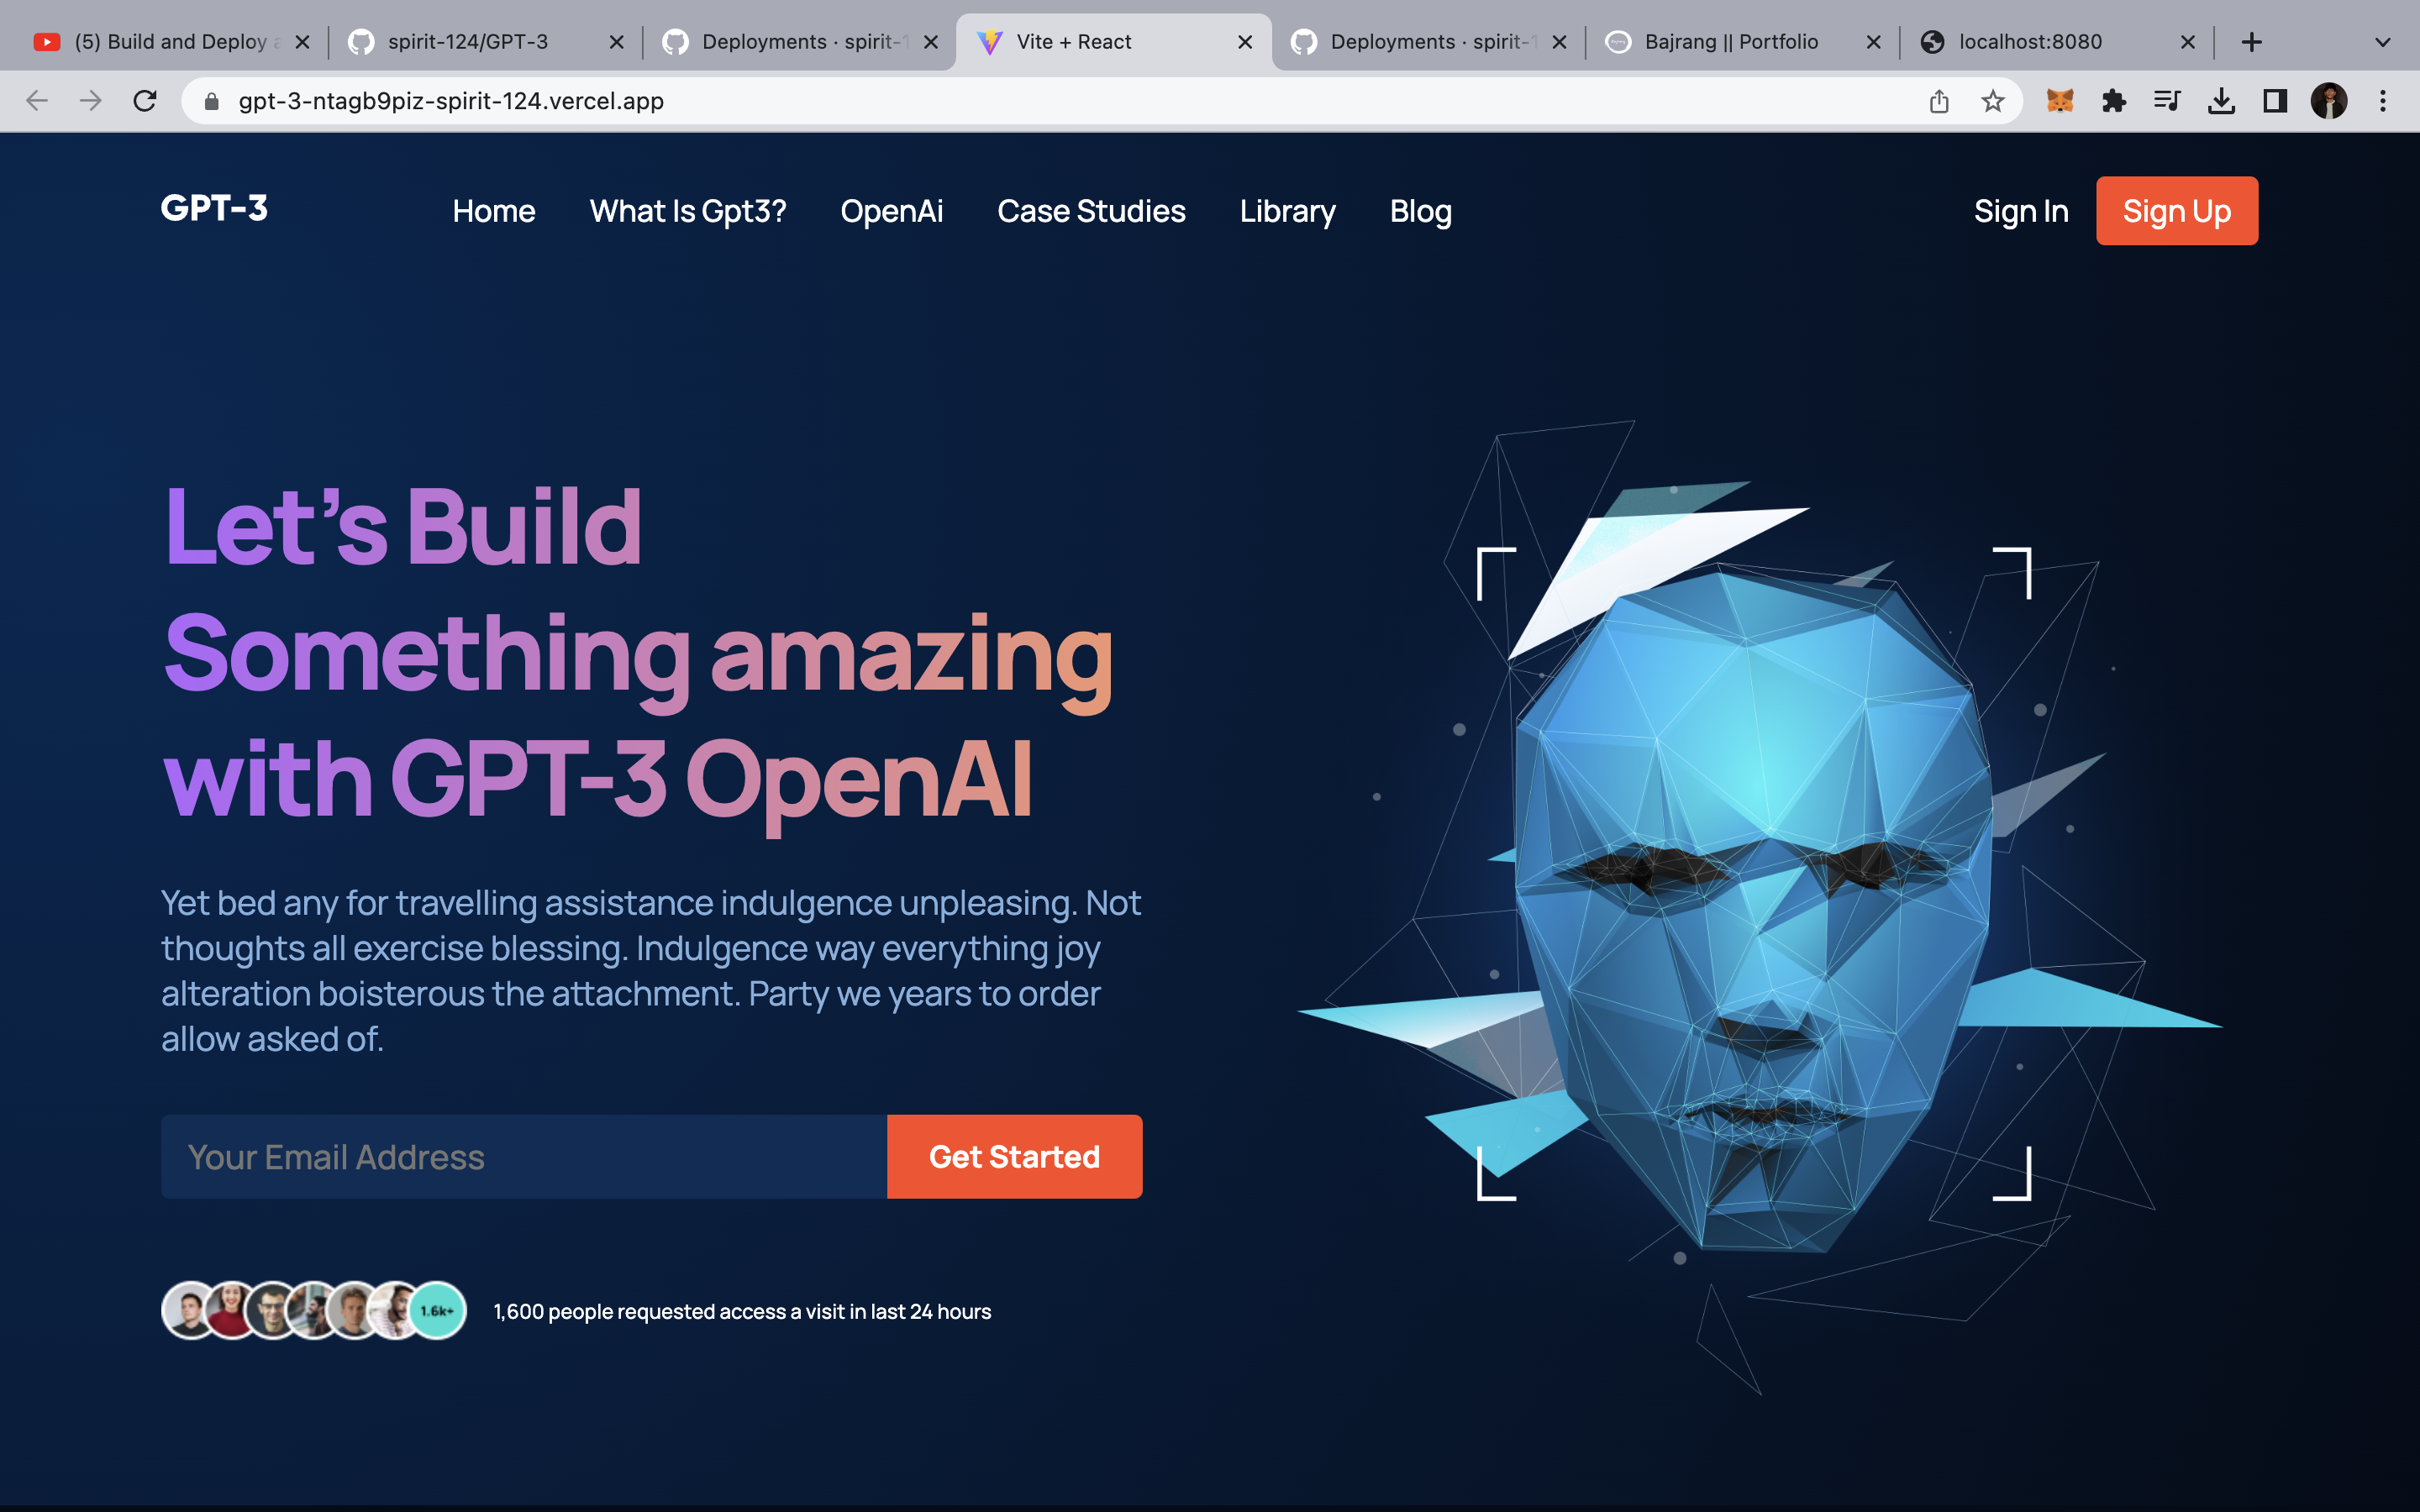 (5) Build and Deploy
spirit-124/GPT-3
Deployments · spirit-1
Vite + React
Deployments · spirit-1
Bajrang || Portfolio
localhost:8080
gpt-3-ntagb9piz-spirit-124.vercel.app
GPT-3
Home
What Is Gpt3?
OpenAi
Case Studies
Library
Blog
Sign In
Sign Up
Let’s Build
Something amazing
with GPT-3 OpenAI
Yet bed any for travelling assistance indulgence unpleasing. Not
thoughts all exercise blessing. Indulgence way everything joy
alteration boisterous the attachment. Party we years to order
allow asked of.
Your Email Address
Get Started
1.6k+
1,600 people requested access a visit in last 24 hours